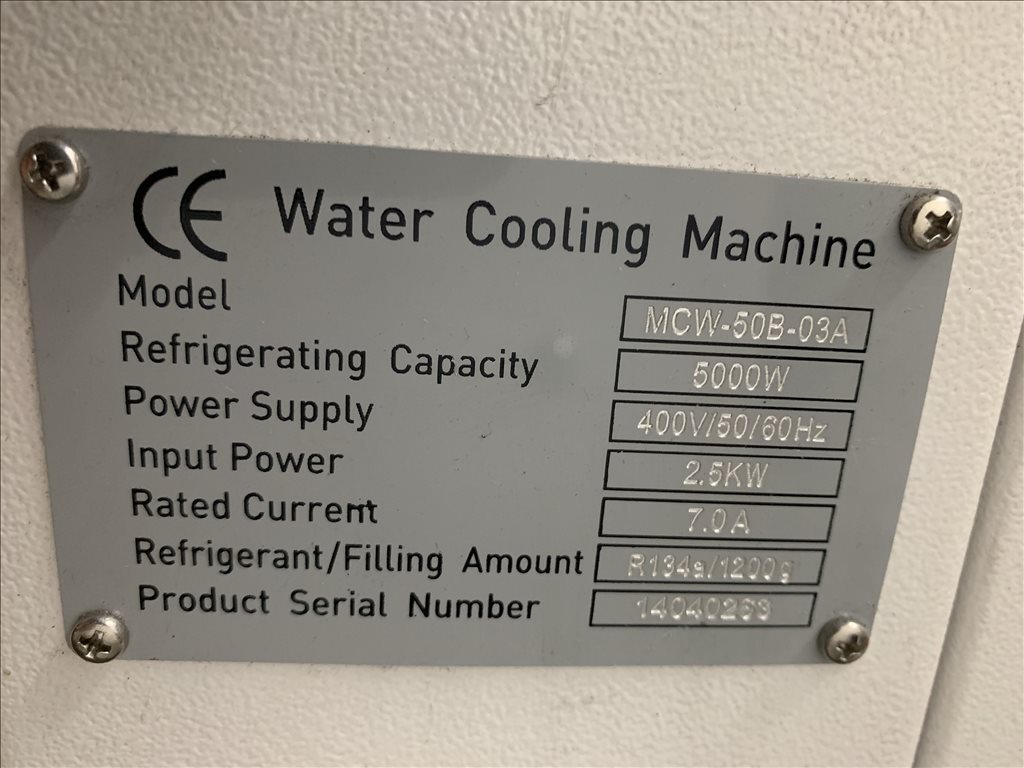 CE Water Cooling Machine
Model MCW-50B-03A
Refrigerating Capacity 5000W
Power Supply 400V/50/60Hz
Input Power 2.5KW
Rated Current 7.0A
Refrigerant/Filling Amount R134a/1200g
Product Serial Number